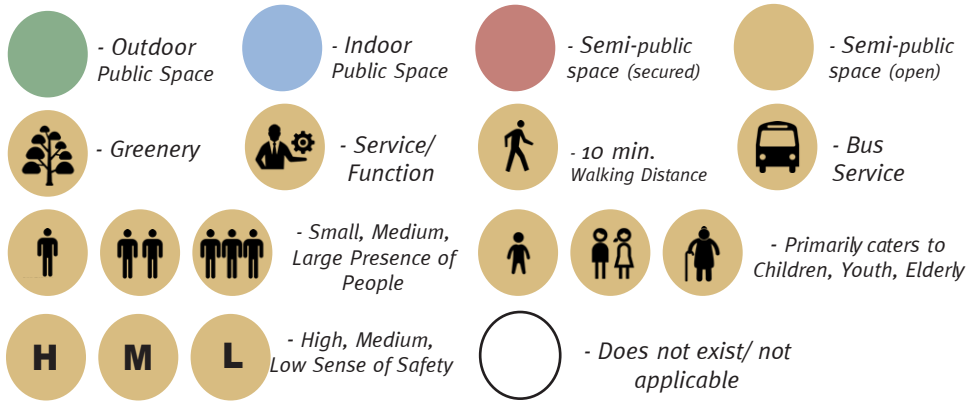 - Outdoor
Public Space
- Indoor
Public Space
- Semi-public
space (secured)
- Semi-public
space (open)
- Greenery
- Service/
Function
- 10 min.
Walking Distance
- Bus
Service
- Small, Medium,
Large Presence of
People
- Primarily caters to
Children, Youth, Elderly
H M L
- High, Medium,
Low Sense of Safety
- Does not exist/ not
applicable